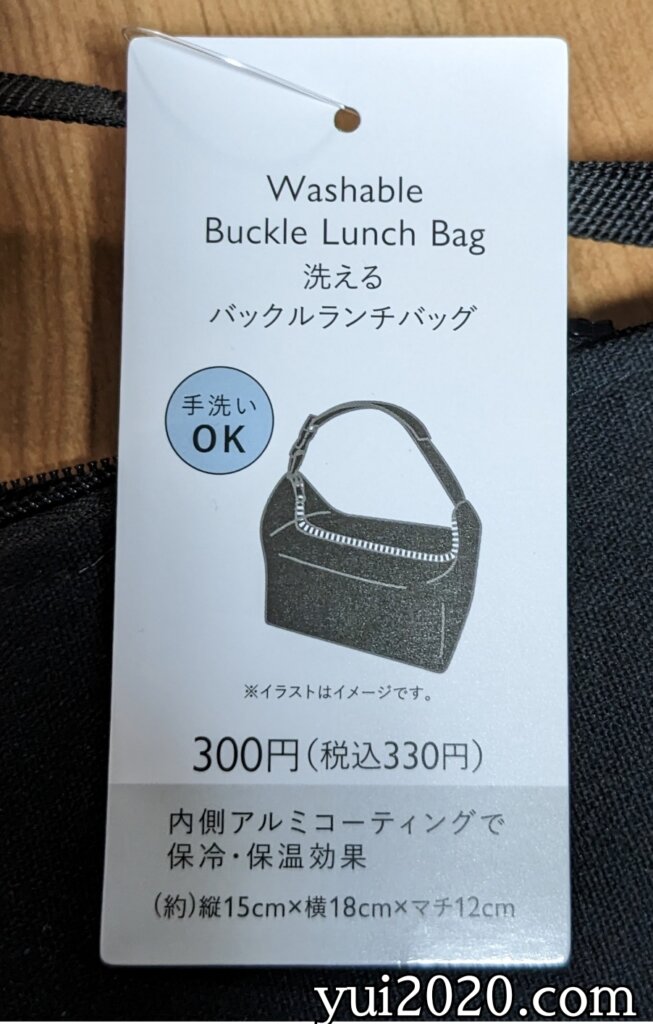 Washable
Buckle Lunch Bag
洗える
バックルランチバッグ
手洗い
OK
※イラストはイメージです。
300円(税込330円)
内側アルミコーティングで
保冷・保温効果
(約)縦15cm×横18cm×マチ12cm
yui2020.com